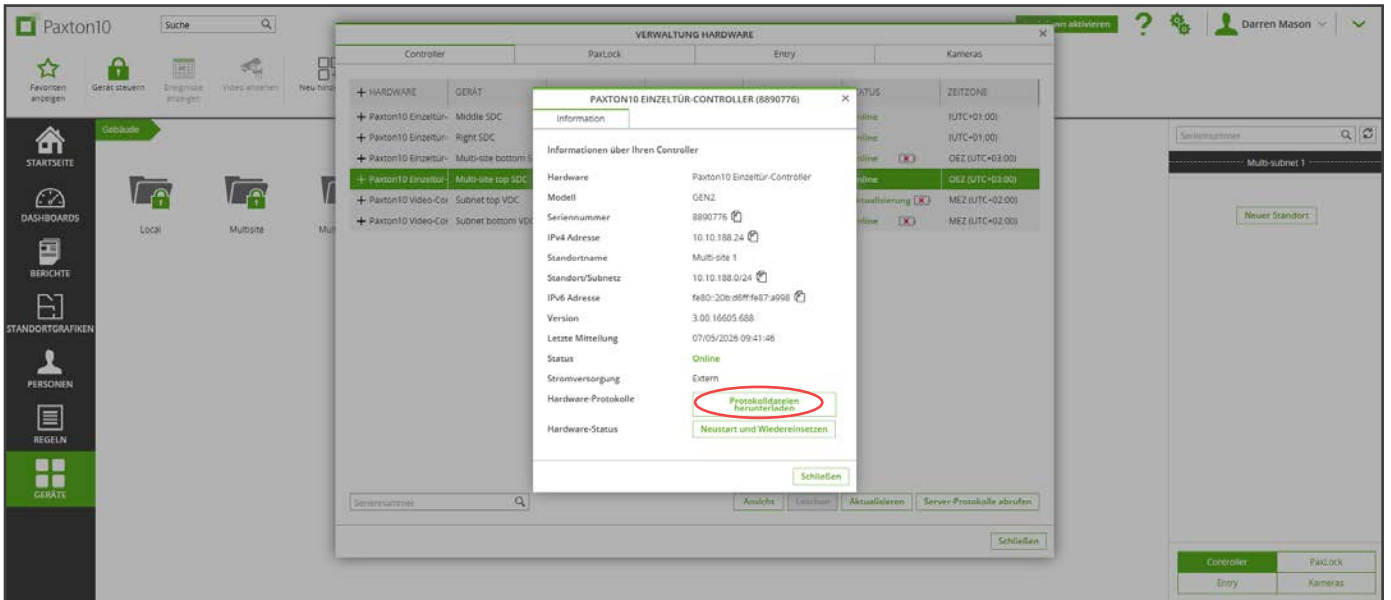 Paxton10
Suche
Darren Mason
Favoriten anzeigen
Gerät steuern
Ereignisse anzeigen
Video ansehen
Neu hinz
STARTSEITE
DASHBOARDS
BERICHTE
STANDORTGRAFIKEN
PERSONEN
REGELN
GERÄTE
Gebäude
Local
Multisite
Mul
VERWALTUNG HARDWARE
Controller PaxLock Entry Kameras
HARDWARE GERÄT ZEITZONE
Paxton10 Einzeltür- Middle SDC (UTC+01:00)
Paxton10 Einzeltür- Right SDC (UTC+01:00)
Paxton10 Einzeltür- Multi-site bottom S OEZ (UTC+03:00)
Paxton10 Einzeltür- Multi-site top SDC OEZ (UTC+03:00)
Paxton10 Video-Co Subnet top VDC MEZ (UTC+02:00)
Paxton10 Video-Co Subnet bottom VDC MEZ (UTC+02:00)
PAXTON10 EINZELTÜR-CONTROLLER (8890776)
Information
Informationen über Ihren Controller
Hardware Paxton10 Einzeltür-Controller
Modell GEN2
Seriennummer 8890776
IPv4 Adresse 10.10.188.24
Standortname Multi-site 1
Standort/Subnetz 10.10.188.0/24
IPv6 Adresse fe80::20b:d6ff:fe87:a998
Version 3.00.16605.688
Letzte Mitteilung 07/05/2026 09:41:46
Status Online
Stromversorgung Extern
Hardware-Protokolle Protokolldateien
herunterladen
Hardware-Status Neustart und Wiedereinsetzen
Schließen
Seriennummer
Ansicht Löschen Aktualisieren Server-Protokolle abrufen
Schließen
Seriennummer
Multi-subnet 1
Neuer Standort
Controller PaxLock
Entry Kameras